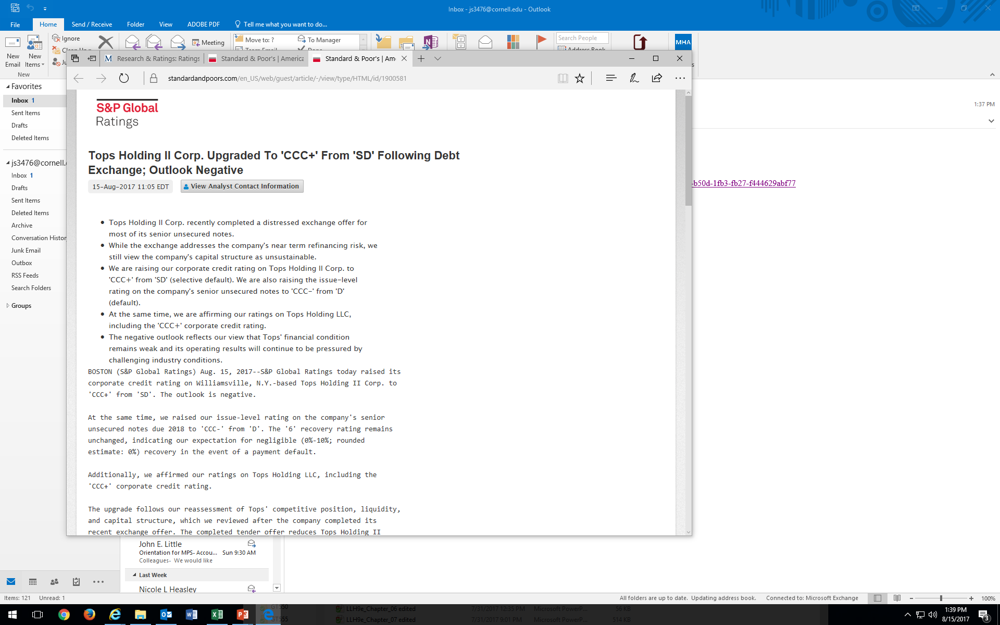 Inbox - js3476@cornell.edu - Outlook
File Home Send / Receive Folder View ADOBE PDF Tell me what you want to do...
New Email
New Items
New
Ignore
Meeting
Move to: ?
To Manager
Search People
Address Book
MHA
Research & Ratings: Ratings
Standard & Poor's | America
Standard & Poor's | Am
standardandpoors.com/en_US/web/guest/article/-/view/type/HTML/id/1900581
Favorites
Inbox 1
Sent Items
Drafts
Deleted Items
js3476@cornell.
Inbox 1
Drafts
Sent Items
Deleted Items
Archive
Conversation Histor
Junk Email
Outbox
RSS Feeds
Search Folders
Groups
S&P Global
Ratings
Tops Holding II Corp. Upgraded To 'CCC+' From 'SD' Following Debt
Exchange; Outlook Negative
15-Aug-2017 11:05 EDT View Analyst Contact Information
• Tops Holding II Corp. recently completed a distressed exchange offer for
most of its senior unsecured notes.
• While the exchange addresses the company's near term refinancing risk, we
still view the company's capital structure as unsustainable.
• We are raising our corporate credit rating on Tops Holding II Corp. to
'CCC+' from 'SD' (selective default). We are also raising the issue-level
rating on the company's senior unsecured notes to 'CCC-' from 'D'
(default).
• At the same time, we are affirming our ratings on Tops Holding LLC,
including the 'CCC+' corporate credit rating.
• The negative outlook reflects our view that Tops' financial condition
remains weak and its operating results will continue to be pressured by
challenging industry conditions.
BOSTON (S&P Global Ratings) Aug. 15, 2017--S&P Global Ratings today raised its
corporate credit rating on Williamsville, N.Y.-based Tops Holding II Corp. to
'CCC+' from 'SD'. The outlook is negative.
At the same time, we raised our issue-level rating on the company's senior
unsecured notes due 2018 to 'CCC-' from 'D'. The '6' recovery rating remains
unchanged, indicating our expectation for negligible (0%-10%; rounded
estimate: 0%) recovery in the event of a payment default.
Additionally, we affirmed our ratings on Tops Holding LLC, including the
'CCC+' corporate credit rating.
The upgrade follows our reassessment of Tops' competitive position, liquidity,
and capital structure, which we reviewed after the company completed its
recent exchange offer. The completed tender offer reduces Tops Holding II
1:37 PM
-b50d-1fb3-fb27-f444629abf77
John E. Little
Orientation for MPS- Accou... Sun 9:30 AM
Colleagues- We would like
Last Week
Nicole L Heasley
Items: 121 Unread: 1
All folders are up to date. Updating address book. Connected to: Microsoft Exchange 100%
GT550 LLH9e_Chapter_06 edited 7/31/2017 12:35 PM Microsoft PowerP... 56 KB
GT555 LLH9e_Chapter_07 edited 7/31/2017 9:01 PM Microsoft PowerP... 514 KB
1:39 PM
8/15/2017
3